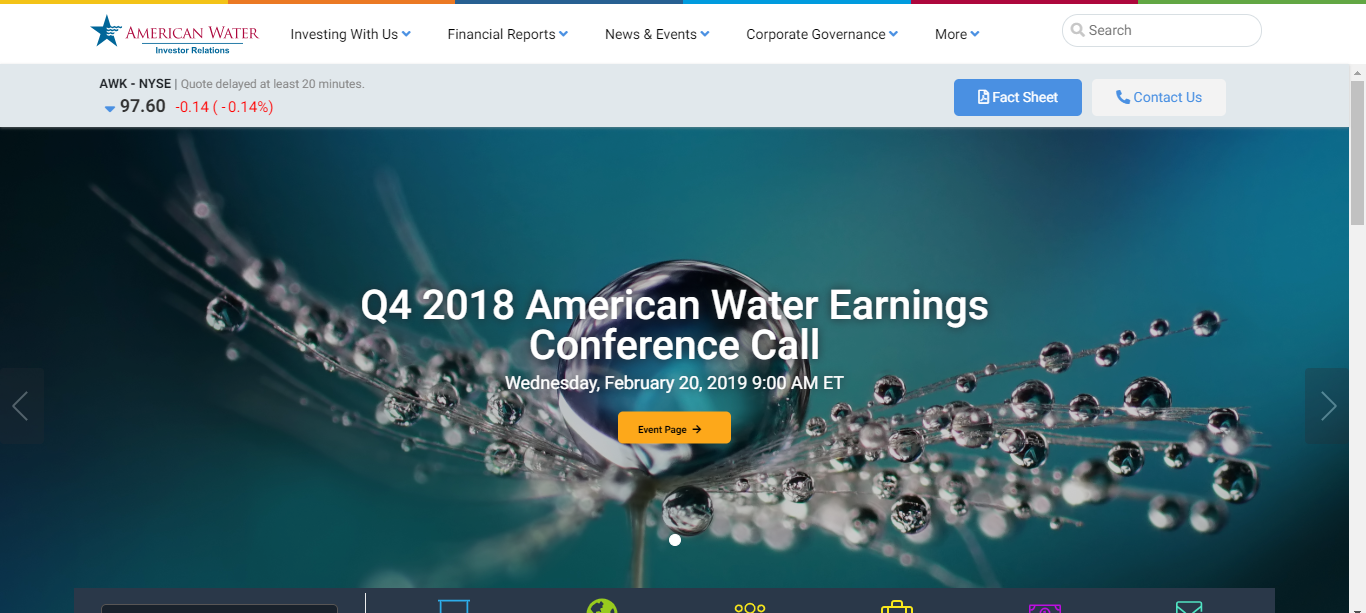 AMERICAN WATER
Investor Relations
Investing With Us
Financial Reports
News & Events
Corporate Governance
More
Search
AWK - NYSE | Quote delayed at least 20 minutes.
97.60 -0.14 ( -0.14%)
Fact Sheet
Contact Us
Q4 2018 American Water Earnings
Conference Call
Wednesday, February 20, 2019 9:00 AM ET
Event Page